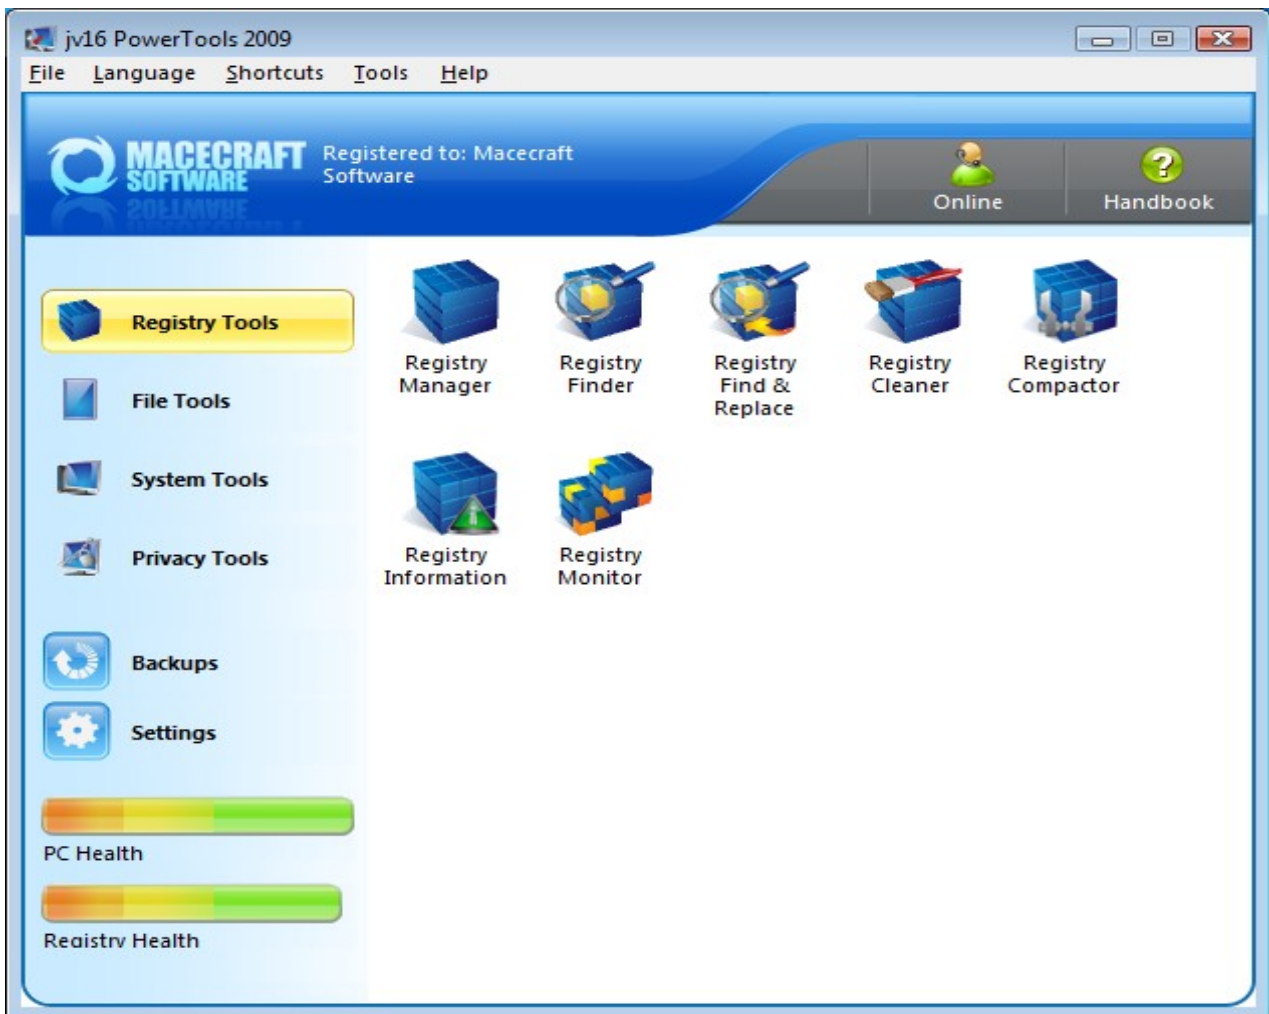 jv16 PowerTools 2009
File Language Shortcuts Tools Help
MACECRAFT
SOFTWARE
Registered to: Macecraft
Software
Online
Handbook
Registry Tools
File Tools
System Tools
Privacy Tools
Backups
Settings
PC Health
Registry Health
Registry
Manager
Registry
Finder
Registry
Find &
Replace
Registry
Cleaner
Registry
Compactor
Registry
Information
Registry
Monitor